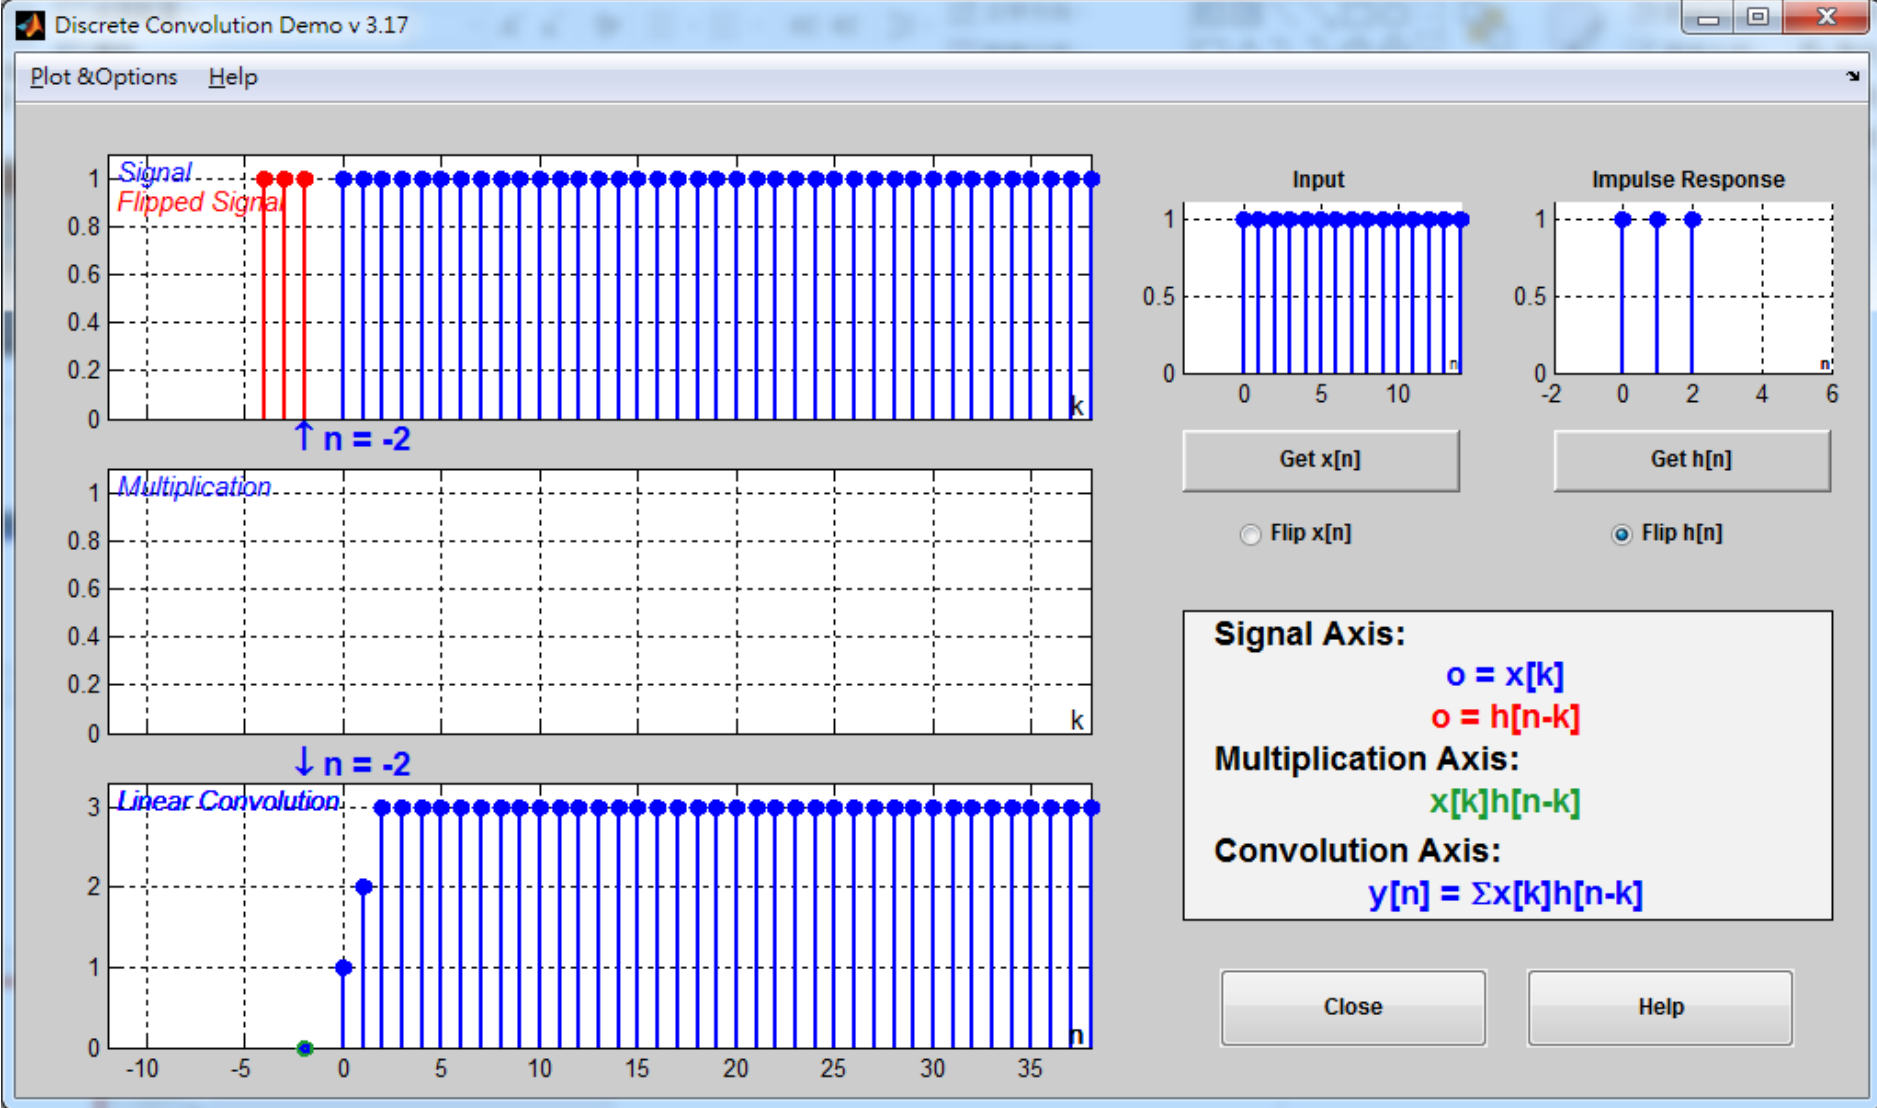 Discrete Convolution Demo v 3.17
Plot &Options Help
Signal
Flipped Signal
1
0.8
0.6
0.4
0.2
0
k
↑ n = -2
Multiplication
1
0.8
0.6
0.4
0.2
0
k
↓ n = -2
Linear Convolution
3
2
1
0
n
-10 -5 0 5 10 15 20 25 30 35
Input
1
0.5
0
n
0 5 10
Impulse Response
1
0.5
0
n
-2 0 2 4 6
Get x[n] Get h[n]
Flip x[n] Flip h[n]
Signal Axis:
o = x[k]
o = h[n-k]
Multiplication Axis:
x[k]h[n-k]
Convolution Axis:
y[n] = Σx[k]h[n-k]
Close Help